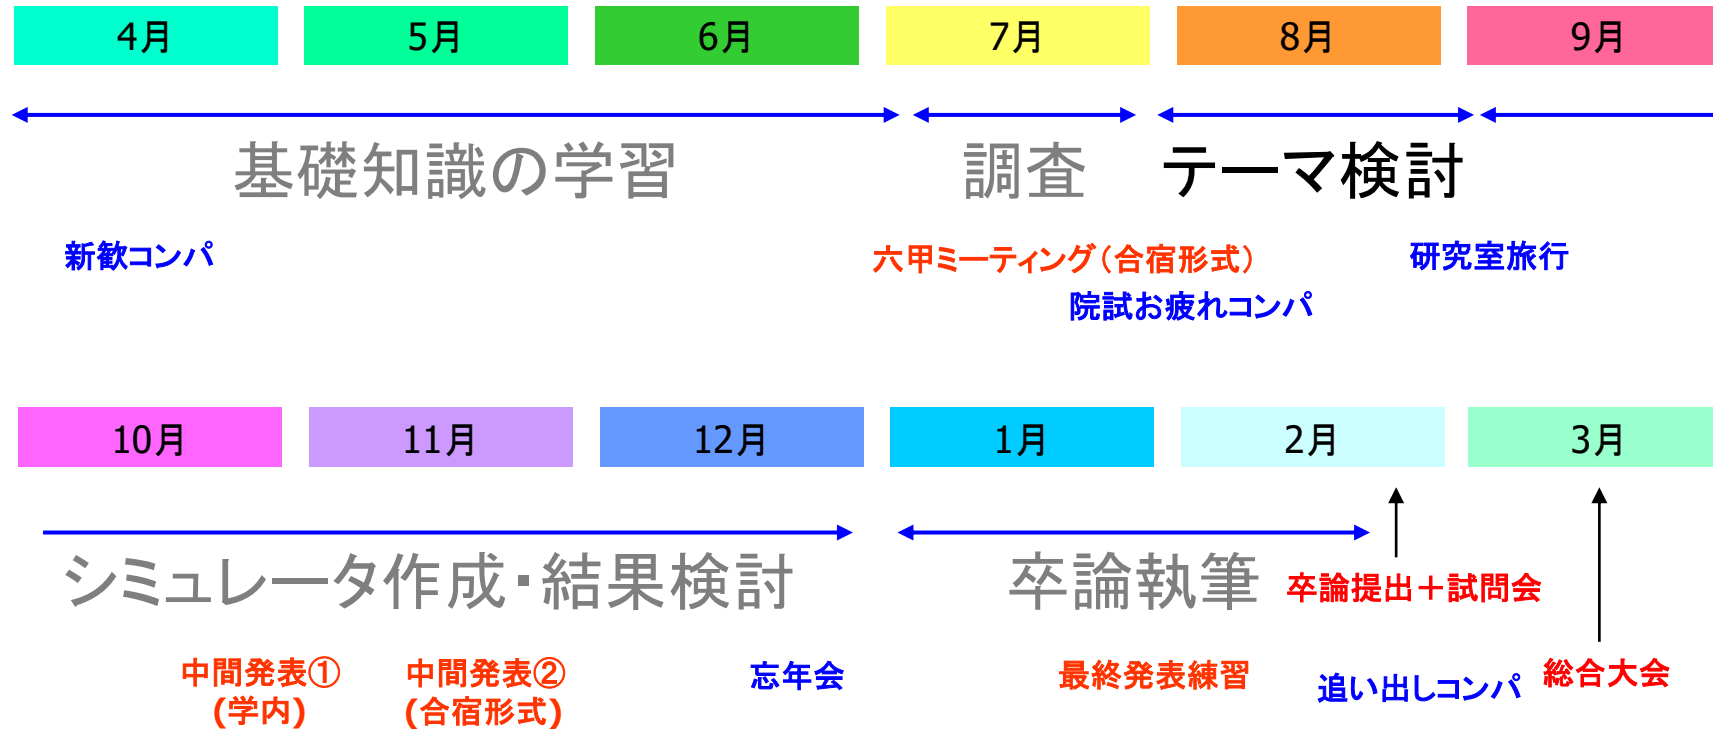 4月 5月 6月 7月 8月 9月
基礎知識の学習 調査 テーマ検討
新歓コンパ 六甲ミーティング(合宿形式) 研究室旅行
院試お疲れコンパ
10月 11月 12月 1月 2月 3月
シミュレータ作成・結果検討 卒論執筆 卒論提出+試問会
中間発表① 中間発表② 忘年会 最終発表練習 追い出しコンパ 総合大会
(学内) (合宿形式)